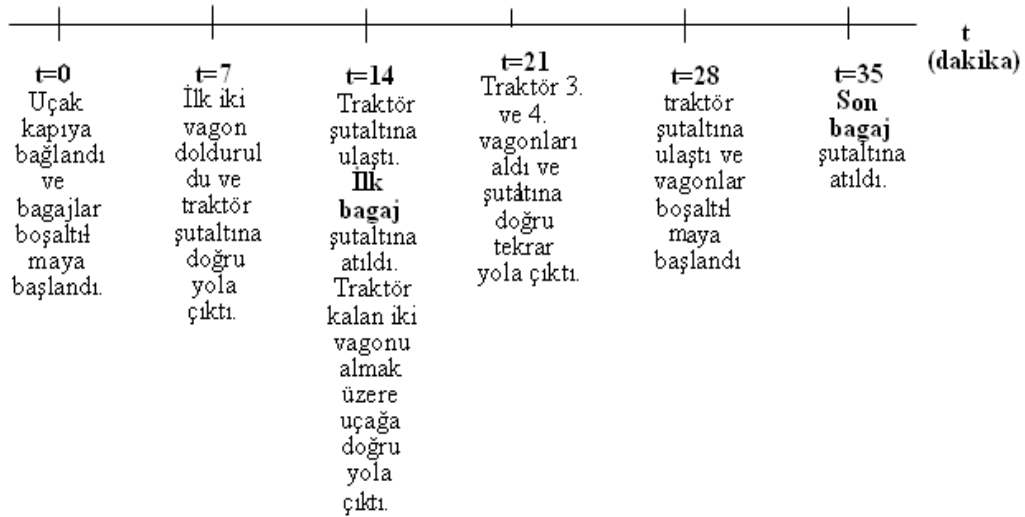 t
(dakika)
t=0
Uçak
kapıya
bağlandı
ve
bagajlar
boşaltıl
maya
başlandı.
t=7
İlk iki
vagon
doldurul
du ve
traktör
şutaltına
doğru
yola
çıktı.
t=14
Traktör
şutaltına
ulaştı.
İlk
bagaj
şutaltına
atıldı.
Traktör
kalan iki
vagonu
almak
üzere
uçağa
doğru
yola
çıktı.
t=21
Traktör 3.
ve 4.
vagonları
aldı ve
şutaltına
doğru
tekrar
yola çıktı.
t=28
traktör
şutaltına
ulaştı ve
vagonlar
boşaltıl
maya
başlandı
t=35
Son
bagaj
şutaltına
atıldı.